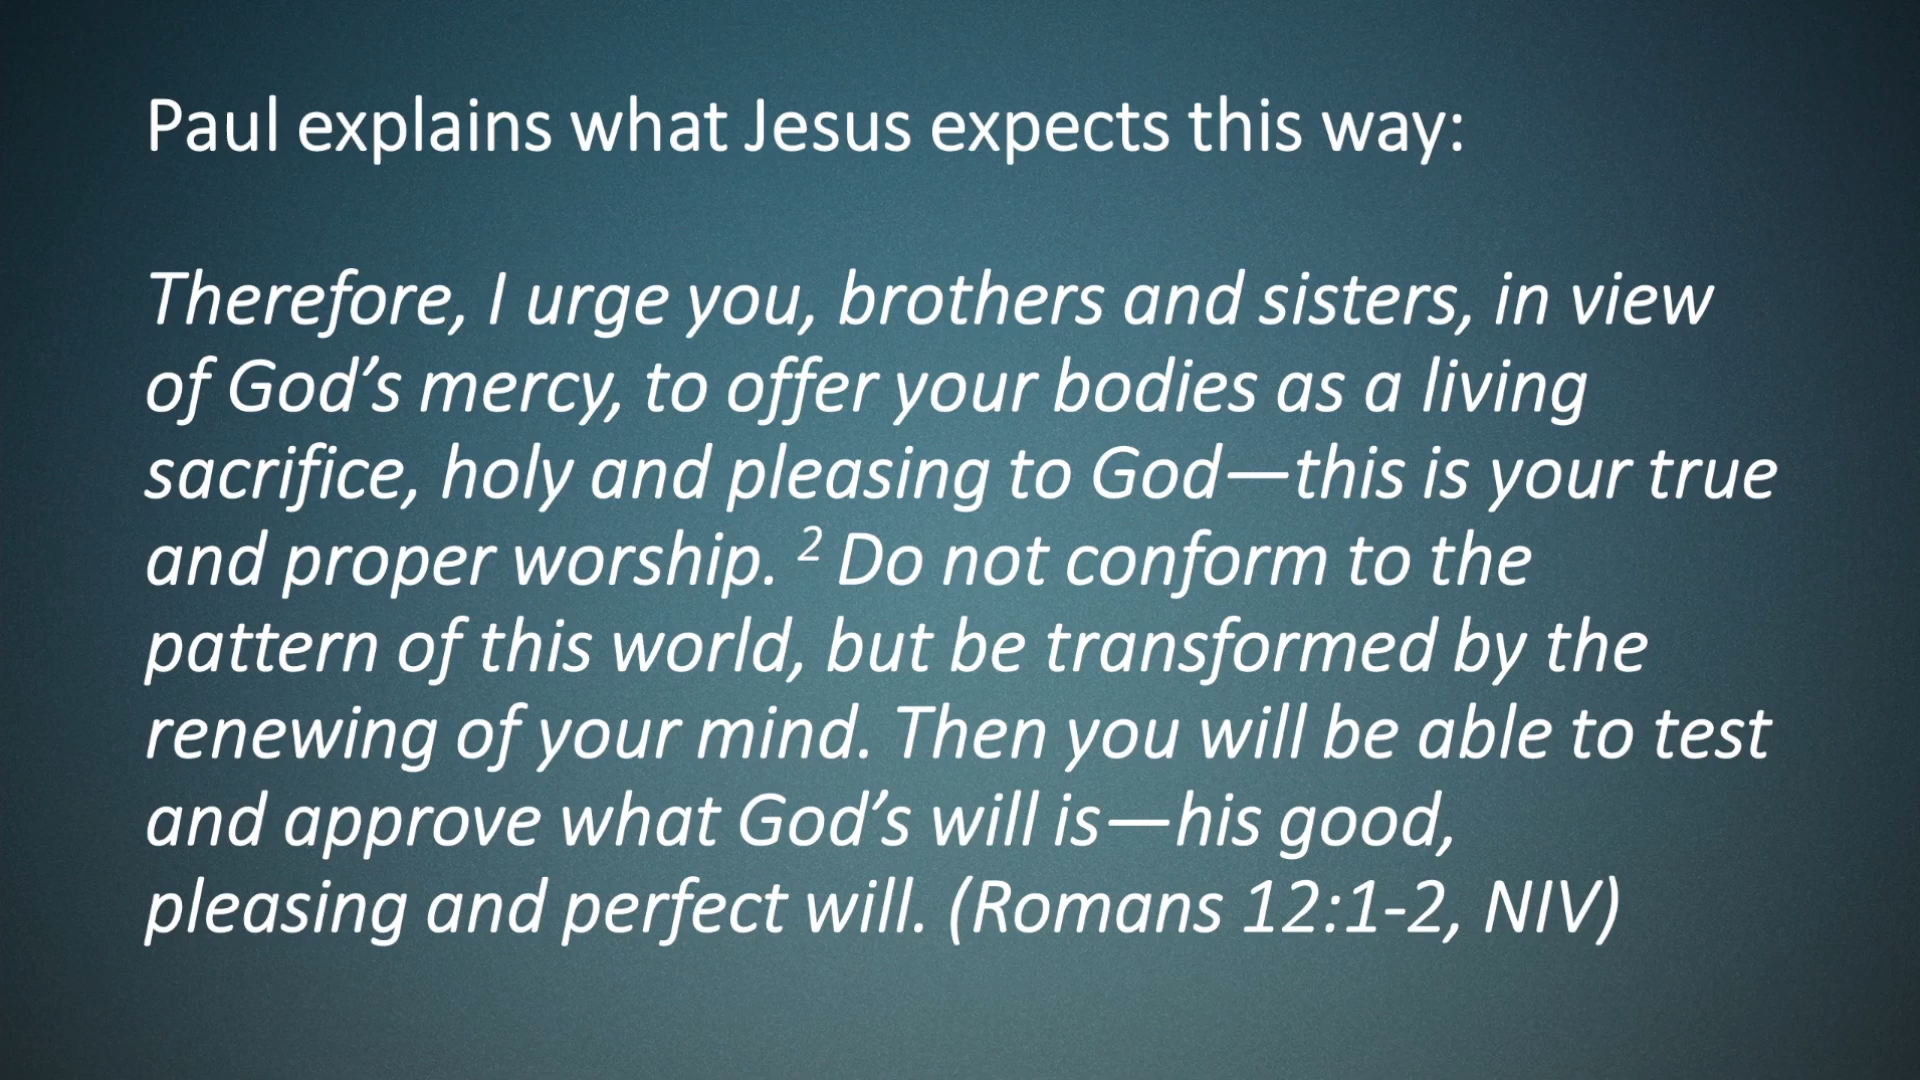 Paul explains what Jesus expects this way:
Therefore, I urge you, brothers and sisters, in view
of God’s mercy, to offer your bodies as a living
sacrifice, holy and pleasing to God—this is your true
and proper worship. ² Do not conform to the
pattern of this world, but be transformed by the
renewing of your mind. Then you will be able to test
and approve what God’s will is—his good,
pleasing and perfect will. (Romans 12:1-2, NIV)